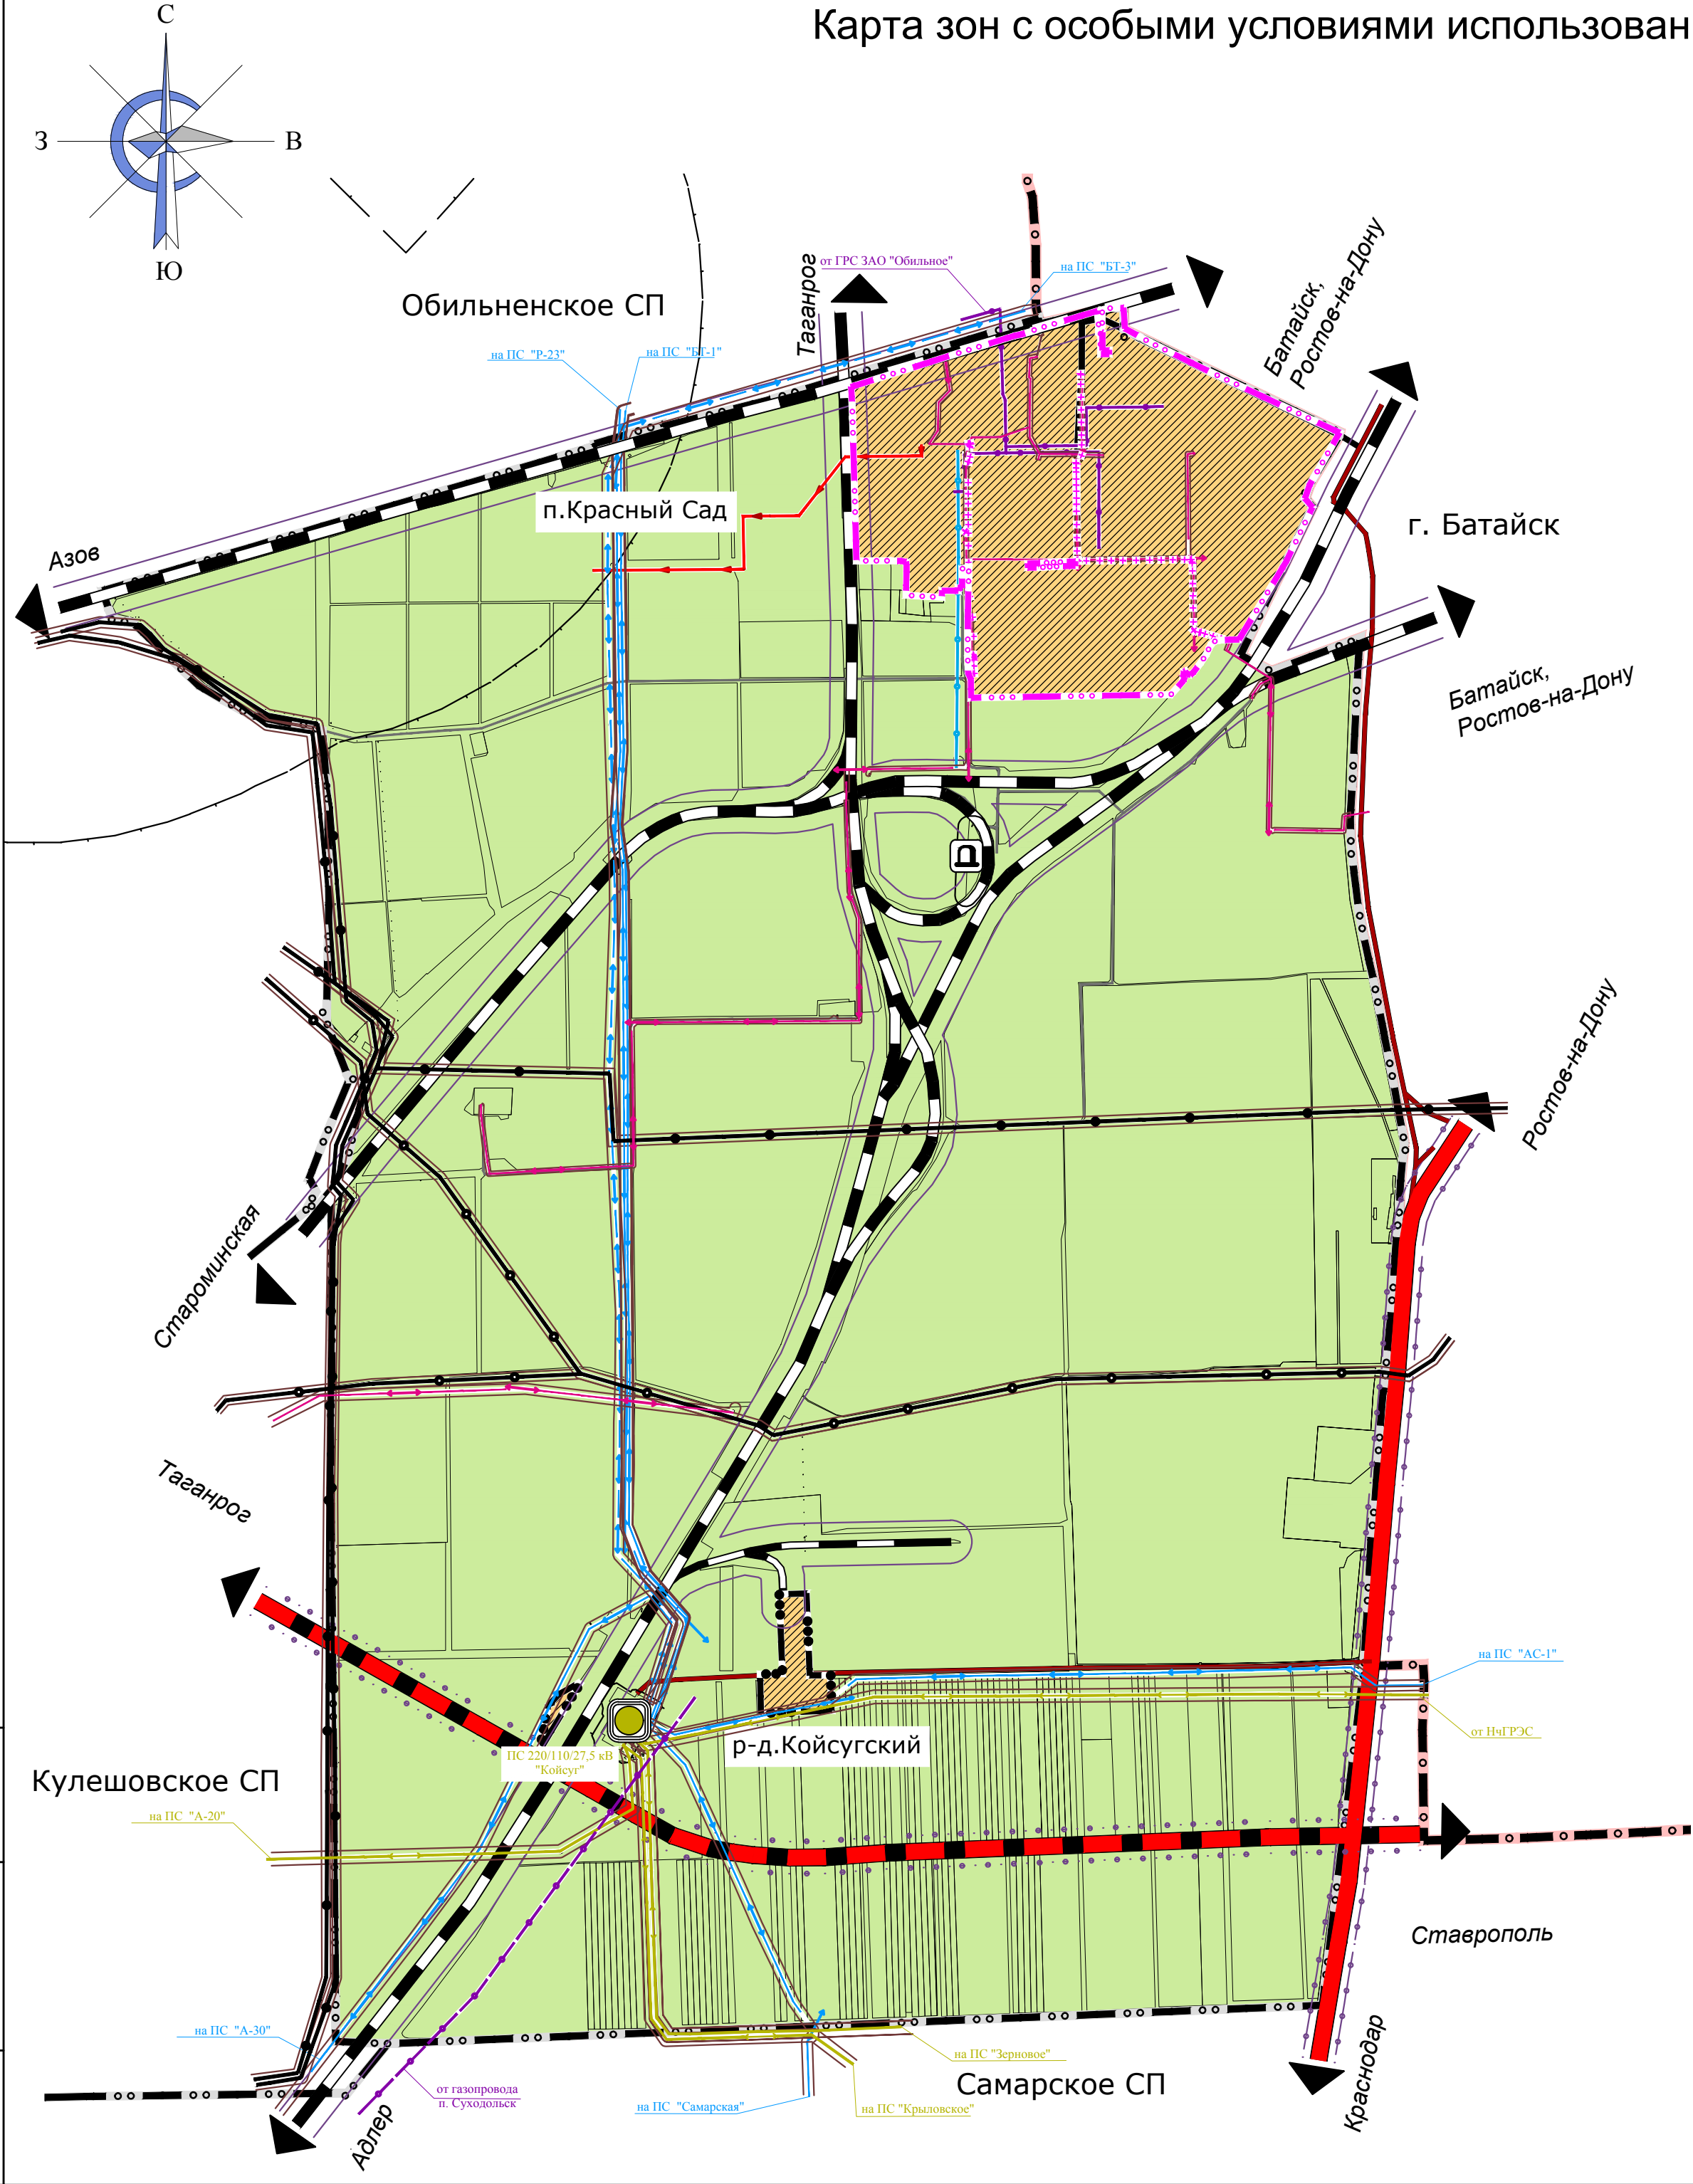 Карта зон с особыми условиями использован
С
З
В
Ю
Таганрог
от ГРС ЗАО "Обильное"
на ПС "БТ-3"
Батайск,
Ростов-на-Дону
Обильненское СП
на ПС "Р-23"
на ПС "БТ-1"
п.Красный Сад
г. Батайск
Азов
Батайск,
Ростов-на-Дону
Ростов-на-Дону
Староминская
Таганрог
на ПС "АС-1"
от НчГРЭС
р-д.Койсугский
ПС 220/110/27,5 кВ
"Койсуг"
Кулешовское СП
на ПС "А-20"
Ставрополь
на ПС "А-30"
на ПС "Зерновое"
Самарское СП
Краснодар
от газопровода
п. Суходольск
на ПС "Самарская"
на ПС "Крыловское"
Адлер